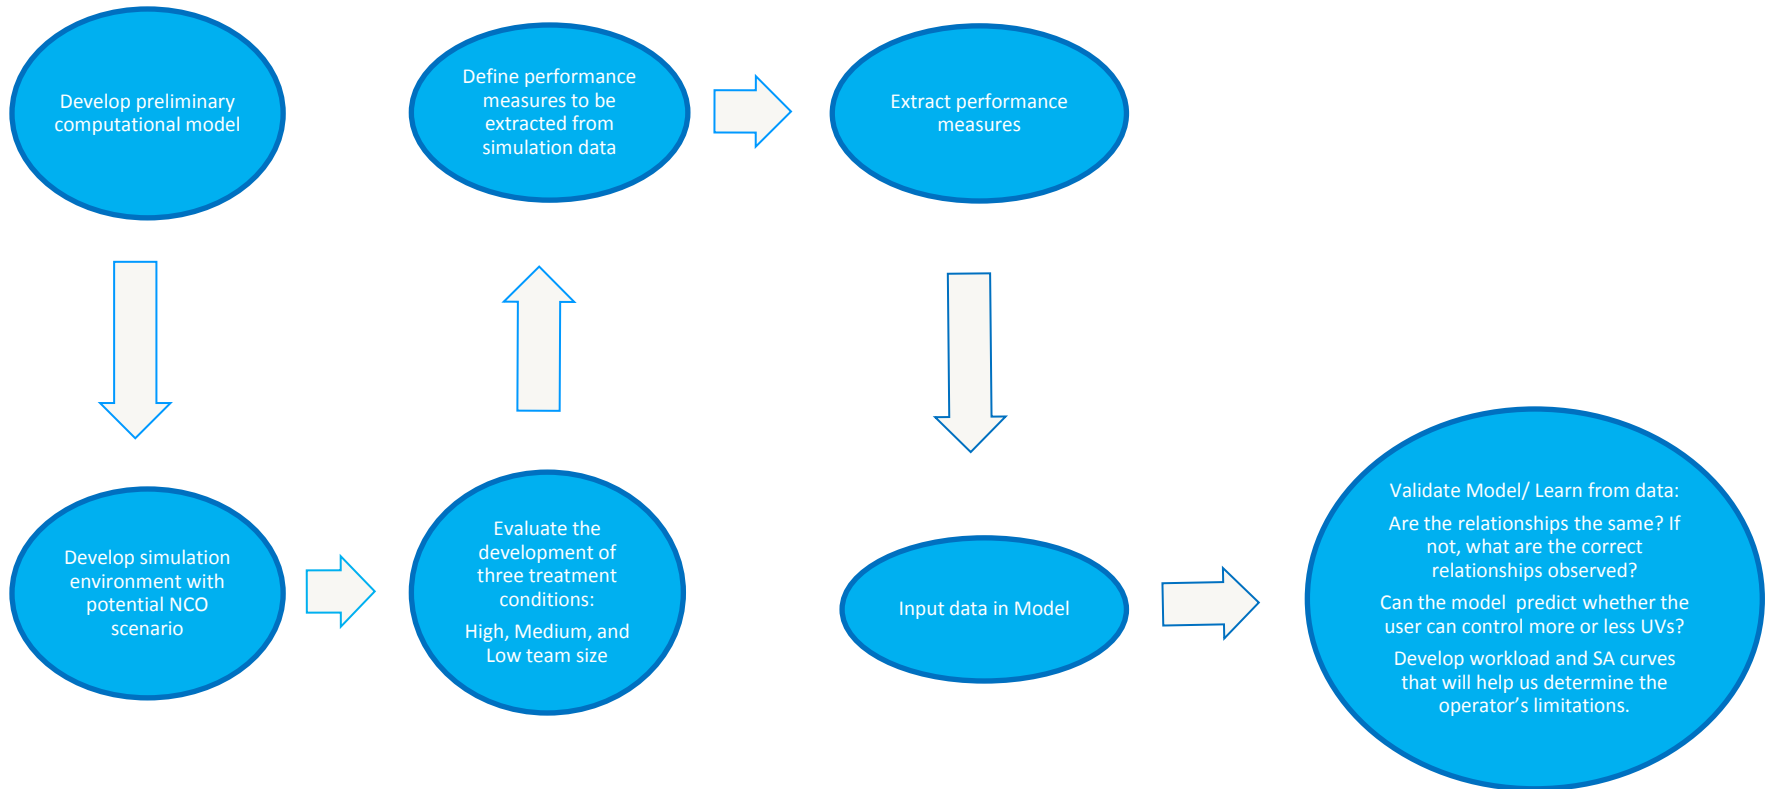 Develop preliminary
computational model
Develop simulation
environment with
potential NCO
scenario
Evaluate the
development of
three treatment
conditions:
High, Medium, and
Low team size
Define performance
measures to be
extracted from
simulation data
Extract performance
measures
Input data in Model
Validate Model/ Learn from data:
Are the relationships the same? If
not, what are the correct
relationships observed?
Can the model  predict whether the
user can control more or less UVs?
Develop workload and SA curves
that will help us determine the
operator’s limitations.